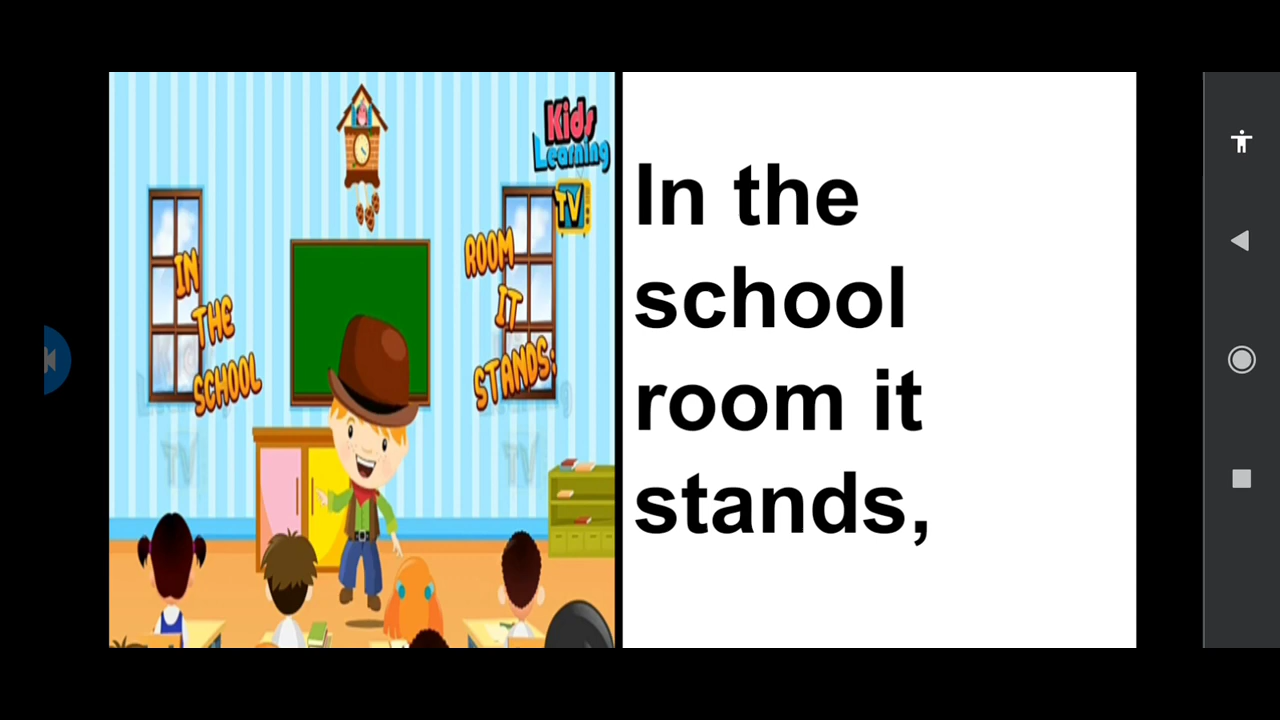 Kids
Learning
TV
IN
THE
SCHOOL
ROOM
IT
STANDS;
In the
school
room it
stands,